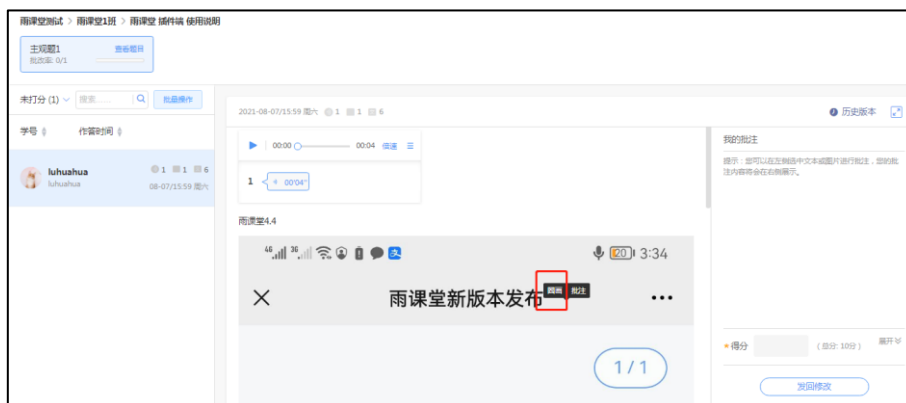 雨课堂测试 > 雨课堂1班 > 雨课堂 插件端 使用说明
主观题1 查看题目
批改率: 0/1
未打分 (1) 搜索...... 批量操作
2021-08-07/15:59 周六 1 1 6 历史版本
学号 作答时间
我的批注
00:00 00:04 倍速
提示：您可以在左侧选中文本或图片进行批注，您的批
注内容将会在右侧展示。
luhuahua 1 1 6
luhuahua 08-07/15:59 周六
1 00'04"
雨课堂4.4
46 36 20 3:34
雨课堂新版本发布 圈画 批注
1/1
*得分 (总分: 10分) 展开
发回修改